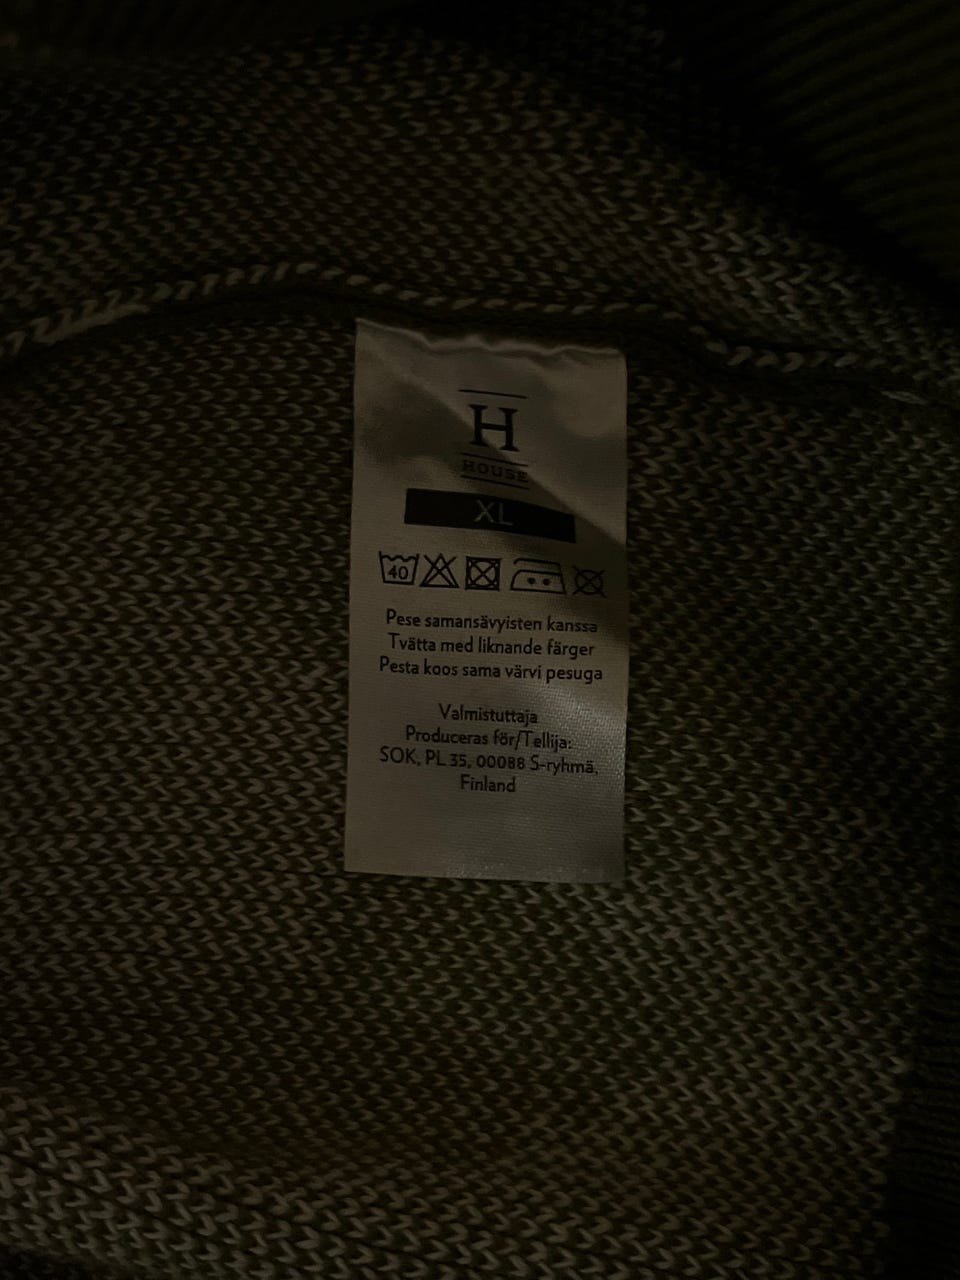 H
HOUSE
XL
40
Pese samansävyisten kanssa
Tvätta med liknande färger
Pesta koos sama värvi pesuga
Valmistuttaja
Produceras för/Tellija:
SOK, PL 35, 00088 S-ryhmä,
Finland